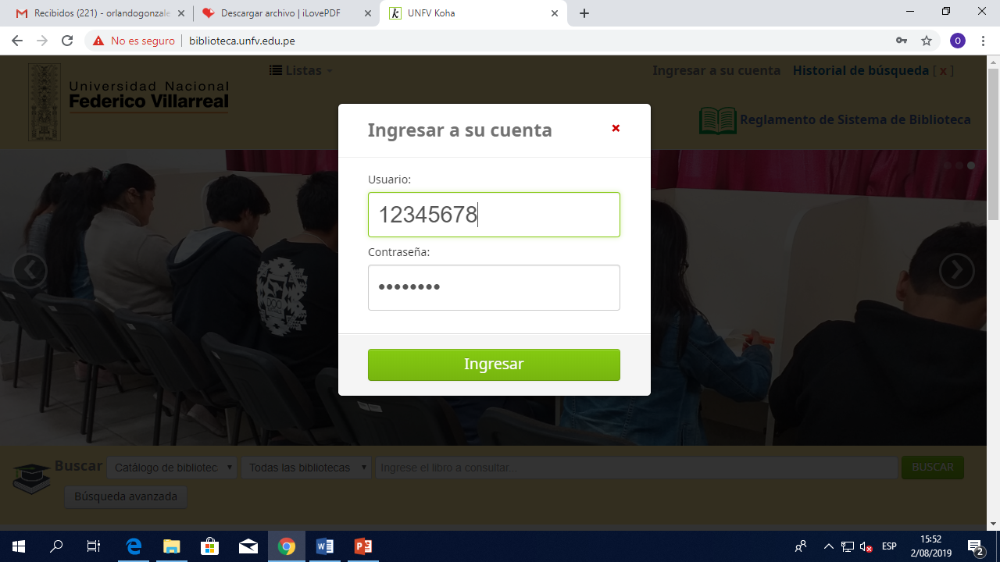 Recibidos (221) - orlandogonzale
Descargar archivo | iLovePDF
UNFV Koha
No es seguro
biblioteca.unfv.edu.pe
O
Universidad Nacional
Federico Villarreal
Listas
Ingresar a su cuenta
Historial de búsqueda [ x ]
Reglamento de Sistema de Biblioteca
Ingresar a su cuenta
Usuario:
12345678
Contraseña:
••••••••
Ingresar
Buscar
Catálogo de bibliotec
Todas las bibliotecas
Ingrese el libro a consultar...
BUSCAR
Búsqueda avanzada
ESP
15:52
2/08/2019
2